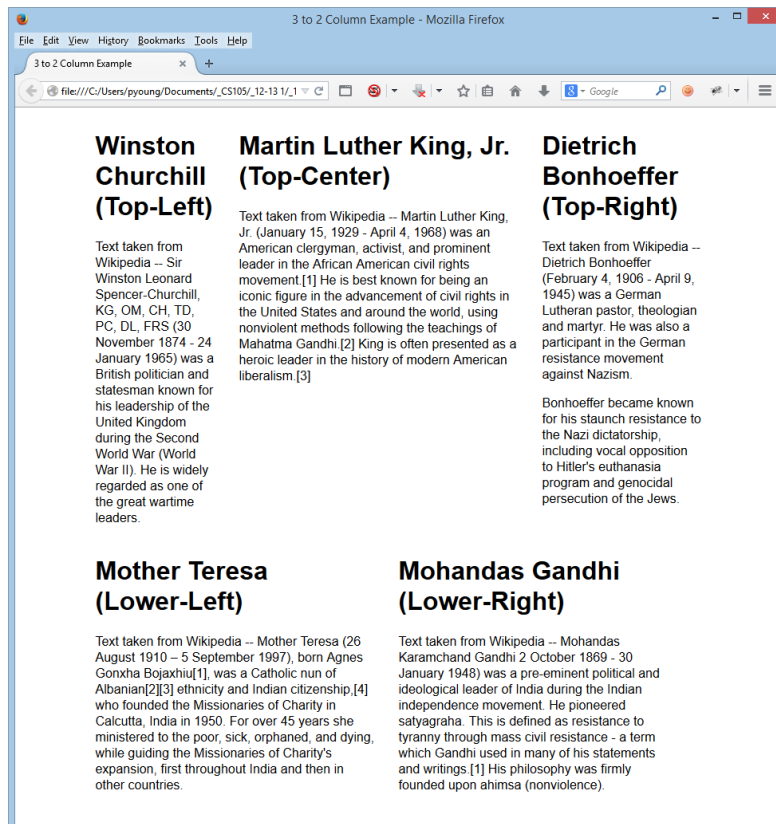 3 to 2 Column Example - Mozilla Firefox
File Edit View History Bookmarks Tools Help
3 to 2 Column Example
file:///C:/Users/pyoung/Documents/_CS105/_12-13 1/_1
Google
Winston
Churchill
(Top-Left)
Text taken from
Wikipedia -- Sir
Winston Leonard
Spencer-Churchill,
KG, OM, CH, TD,
PC, DL, FRS (30
November 1874 - 24
January 1965) was a
British politician and
statesman known for
his leadership of the
United Kingdom
during the Second
World War (World
War II). He is widely
regarded as one of
the great wartime
leaders.
Martin Luther King, Jr.
(Top-Center)
Text taken from Wikipedia -- Martin Luther King,
Jr. (January 15, 1929 - April 4, 1968) was an
American clergyman, activist, and prominent
leader in the African American civil rights
movement.[1] He is best known for being an
iconic figure in the advancement of civil rights in
the United States and around the world, using
nonviolent methods following the teachings of
Mahatma Gandhi.[2] King is often presented as a
heroic leader in the history of modern American
liberalism.[3]
Dietrich
Bonhoeffer
(Top-Right)
Text taken from Wikipedia --
Dietrich Bonhoeffer
(February 4, 1906 - April 9,
1945) was a German
Lutheran pastor, theologian
and martyr. He was also a
participant in the German
resistance movement
against Nazism.
Bonhoeffer became known
for his staunch resistance to
the Nazi dictatorship,
including vocal opposition
to Hitler's euthanasia
program and genocidal
persecution of the Jews.
Mother Teresa
(Lower-Left)
Text taken from Wikipedia -- Mother Teresa (26
August 1910 – 5 September 1997), born Agnes
Gonxha Bojaxhiu[1], was a Catholic nun of
Albanian[2][3] ethnicity and Indian citizenship,[4]
who founded the Missionaries of Charity in
Calcutta, India in 1950. For over 45 years she
ministered to the poor, sick, orphaned, and dying,
while guiding the Missionaries of Charity's
expansion, first throughout India and then in
other countries.
Mohandas Gandhi
(Lower-Right)
Text taken from Wikipedia -- Mohandas
Karamchand Gandhi 2 October 1869 - 30
January 1948) was a pre-eminent political and
ideological leader of India during the Indian
independence movement. He pioneered
satyagraha. This is defined as resistance to
tyranny through mass civil resistance - a term
which Gandhi used in many of his statements
and writings.[1] His philosophy was firmly
founded upon ahimsa (nonviolence).